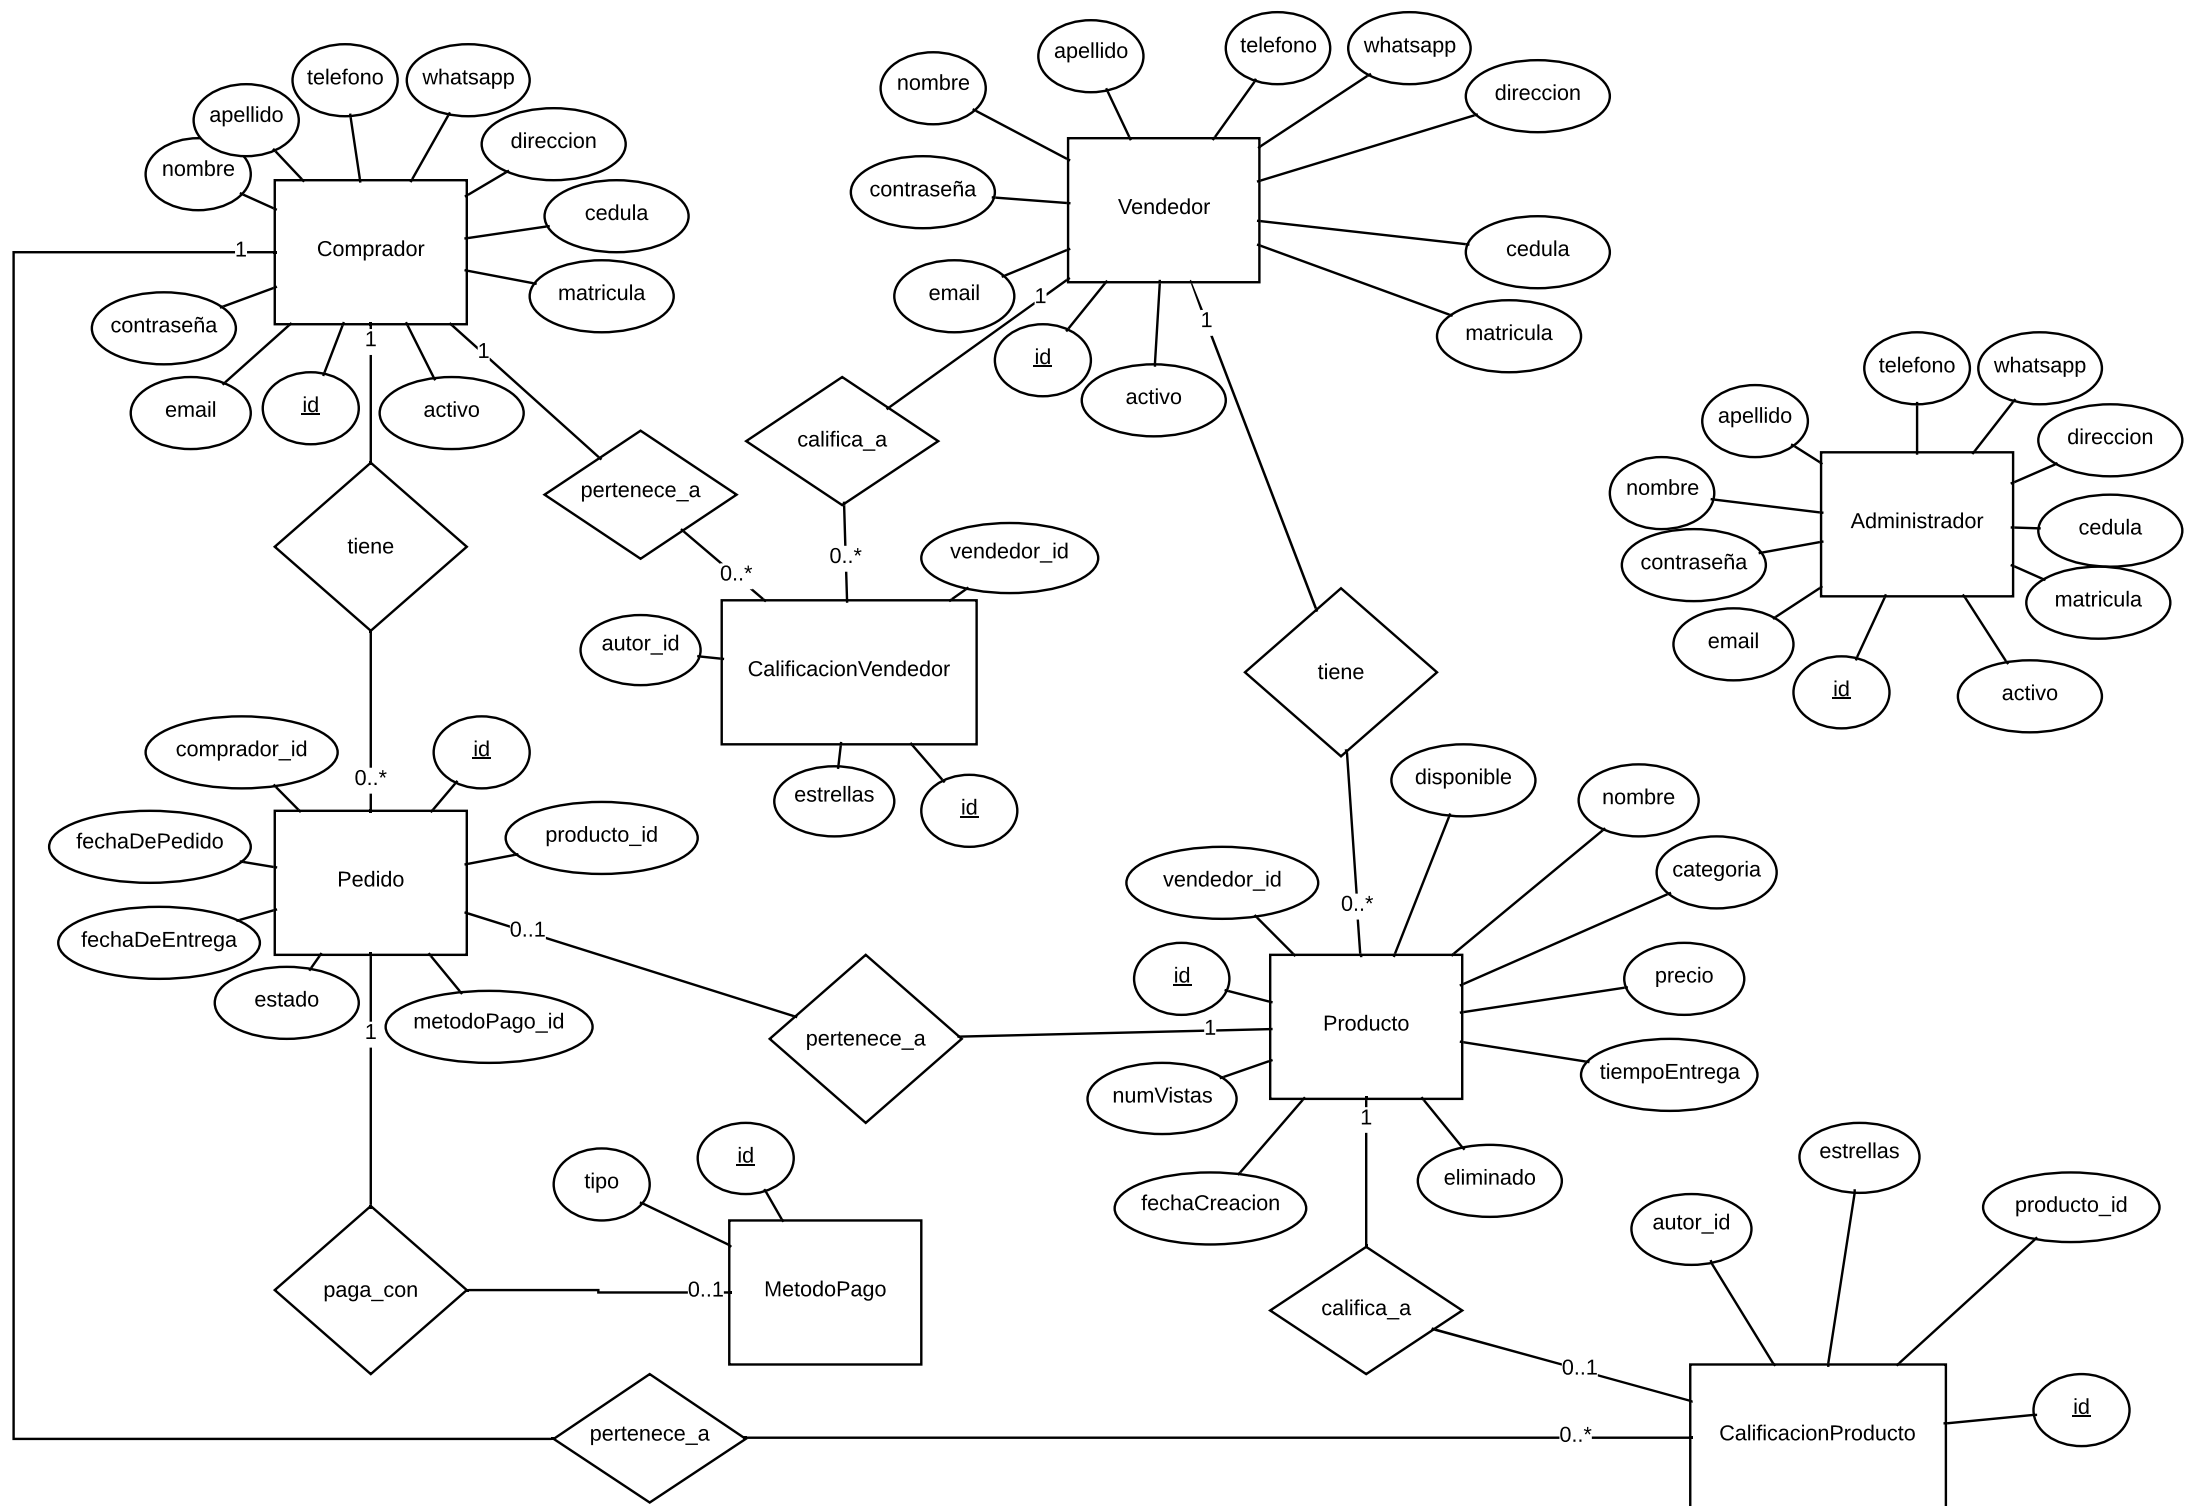 apellido
telefono
whatsapp
nombre
direccion
telefono
whatsapp
apellido
direccion
nombre
cedula
contraseña
Vendedor
Comprador
1
cedula
matricula
email
1
contraseña
1
matricula
1
1
id
activo
email
id
activo
telefono
whatsapp
apellido
direccion
califica_a
pertenece_a
nombre
Administrador
cedula
contraseña
tiene
vendedor_id
0..*
0..*
matricula
autor_id
email
CalificacionVendedor
tiene
id
activo
comprador_id
id
0..*
disponible
estrellas
id
nombre
fechaDePedido
producto_id
Pedido
categoria
vendedor_id
0..*
0..1
fechaDeEntrega
id
precio
estado
metodoPago_id
1
pertenece_a
1
Producto
tiempoEntrega
numVistas
1
id
tipo
estrellas
eliminado
fechaCreacion
producto_id
autor_id
paga_con
0..1
MetodoPago
califica_a
0..1
id
pertenece_a
0..*
CalificacionProducto